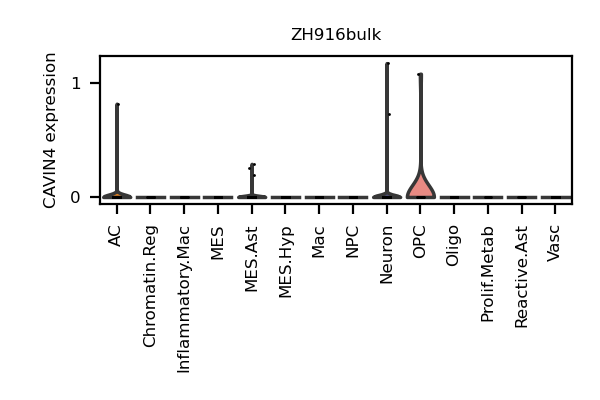 ZH916bulk
CAVIN4 expression
1
0
AC
Chromatin.Reg
Inflammatory.Mac
MES
MES.Ast
MES.Hyp
Mac
NPC
Neuron
OPC
Oligo
Prolif.Metab
Reactive.Ast
Vasc